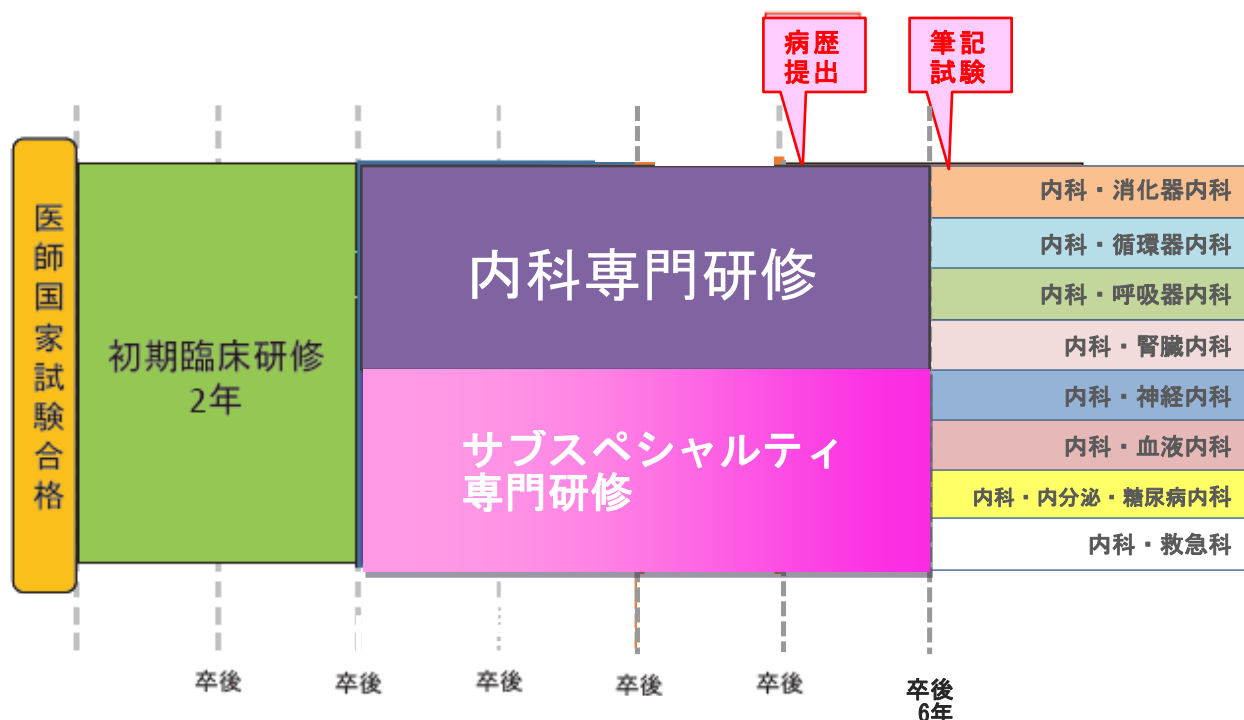 病歴
提出
筆記
試験
医師国家試験合格
初期臨床研修
2年
内科専門研修
サブスペシャルティ
専門研修
内科・消化器内科
内科・循環器内科
内科・呼吸器内科
内科・腎臓内科
内科・神経内科
内科・血液内科
内科・内分泌・糖尿病内科
内科・救急科
卒後
卒後
卒後
卒後
卒後
卒後
6年